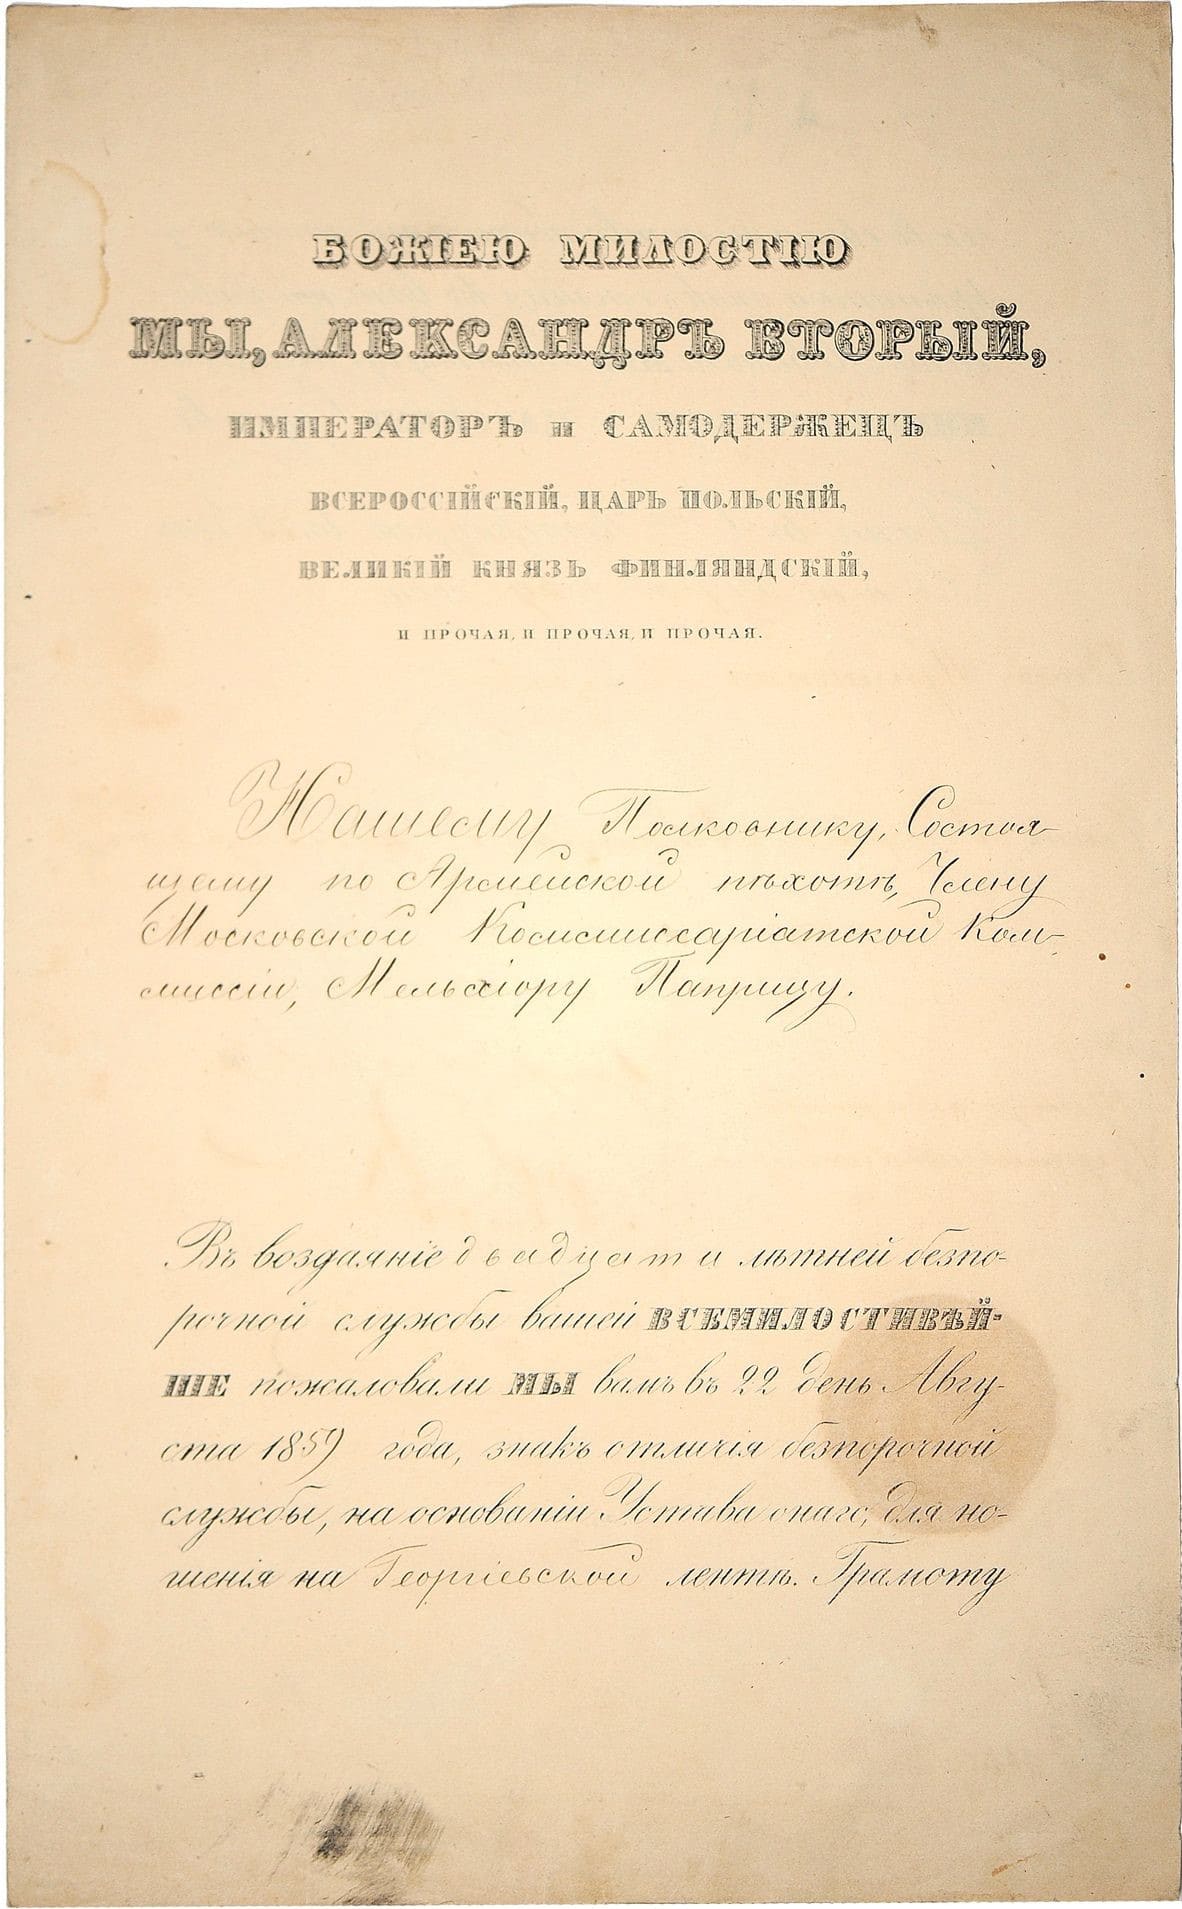 БОЖІЕЮ МИЛОСТІЮ
МЫ, АЛЕКСАНДРЪ ВТОРЫЙ,
ИМПЕРАТОРЪ и САМОДЕРЖЕЦЪ
ВСЕРОССІЙСКІЙ, ЦАРЬ ПОЛЬСКІЙ,
ВЕЛИКІЙ КНЯЗЬ ФИНЛЯНДСКІЙ,
И ПРОЧАЯ, И ПРОЧАЯ, И ПРОЧАЯ.
Нашему Полковнику, Состоя-
щему по Армейской пѣхотѣ, Члену
Московской Коммиссаріатской Ком-
миссіи, Мельхіору Паприцу.
Въ воздаяніе двадцати лѣтней безпо-
рочной службы вашей ВСЕМИЛОСТИВѢЙ-
ШЕ пожаловали МЫ вамъ въ 22 день Авгу-
ста 1859 года, знакъ отличія безпорочной
службы, на основаніи Устава онаго, для но-
шенія на Георгіевской лентѣ. Грамоту